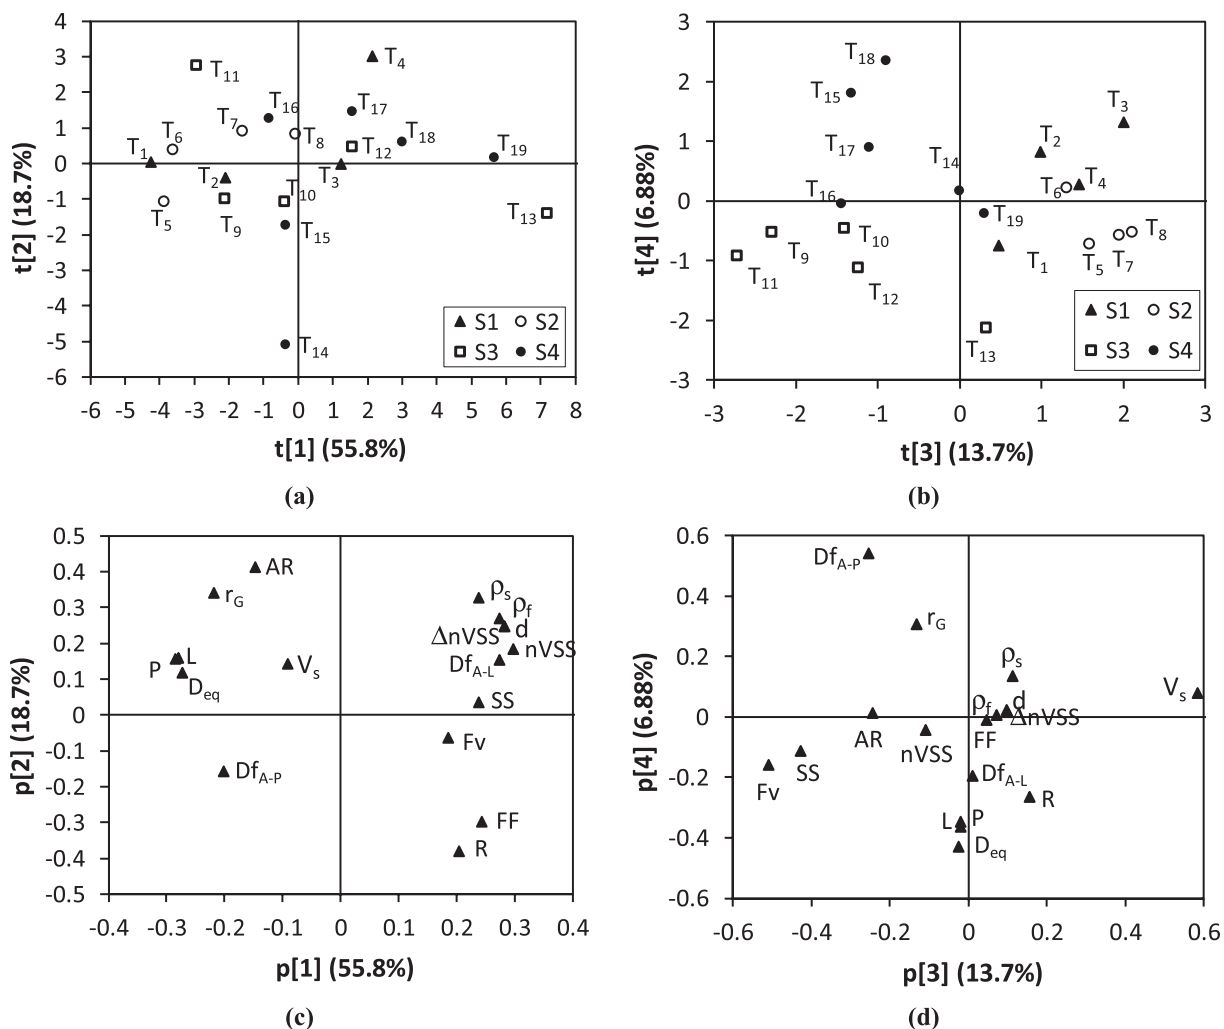 4
3
2
1
0
-1
-2
-3
-4
-5
-6
t[2] (18.7%)
T4
T11
T16
T17
T7
T8
T18
T6
T12
T19
T1
T2
T3
T10
T5
T9
T15
T13
T14
S1 S2
S3 S4
-6 -5 -4 -3 -2 -1 0 1 2 3 4 5 6 7 8
t[1] (55.8%)
(a)
3
2
1
0
-1
-2
-3
t[4] (6.88%)
T18
T15
T3
T17
T14
T2
T6
T4
T16
T19
T8
T10
T9
T1
T5 T7
T11
T12
T13
S1 S2
S3 S4
-3 -2 -1 0 1 2 3
t[3] (13.7%)
(b)
0.5
0.4
0.3
0.2
0.1
0
-0.1
-0.2
-0.3
-0.4
-0.5
p[2] (18.7%)
AR
rG
ρs
ρf
d
ΔnVSS
nVSS
L
P
Vs
DfA-L
Deq
SS
Fv
DfA-P
FF
R
-0.4 -0.3 -0.2 -0.1 0 0.2 0.3 0.4
p[1] (55.8%)
(c)
0.6
0.4
0.2
0
-0.2
-0.4
-0.6
p[4] (6.88%)
DfA-P
rG
ρs
Vs
ρf d
ΔnVSS
AR
nVSS
FF
SS
Fv
DfA-L
R
L P
Deq
-0.6 -0.4 -0.2 0 0.2 0.4 0.6
p[3] (13.7%)
(d)